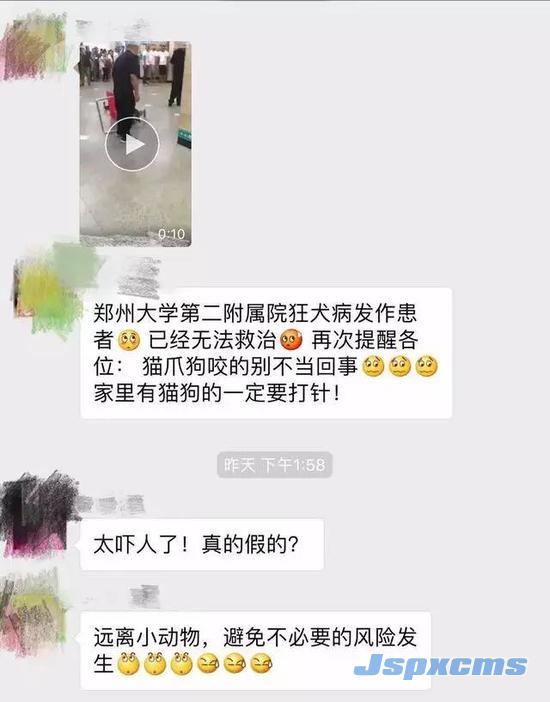 0:10
郑州大学第二附属院狂犬病发作患
者 已经无法救治 再次提醒各
位： 猫爪狗咬的别不当回事
家里有猫狗的一定要打针！
昨天 下午1:58
太吓人了！真的假的？
远离小动物，避免不必要的风险发
生
Jspxcms